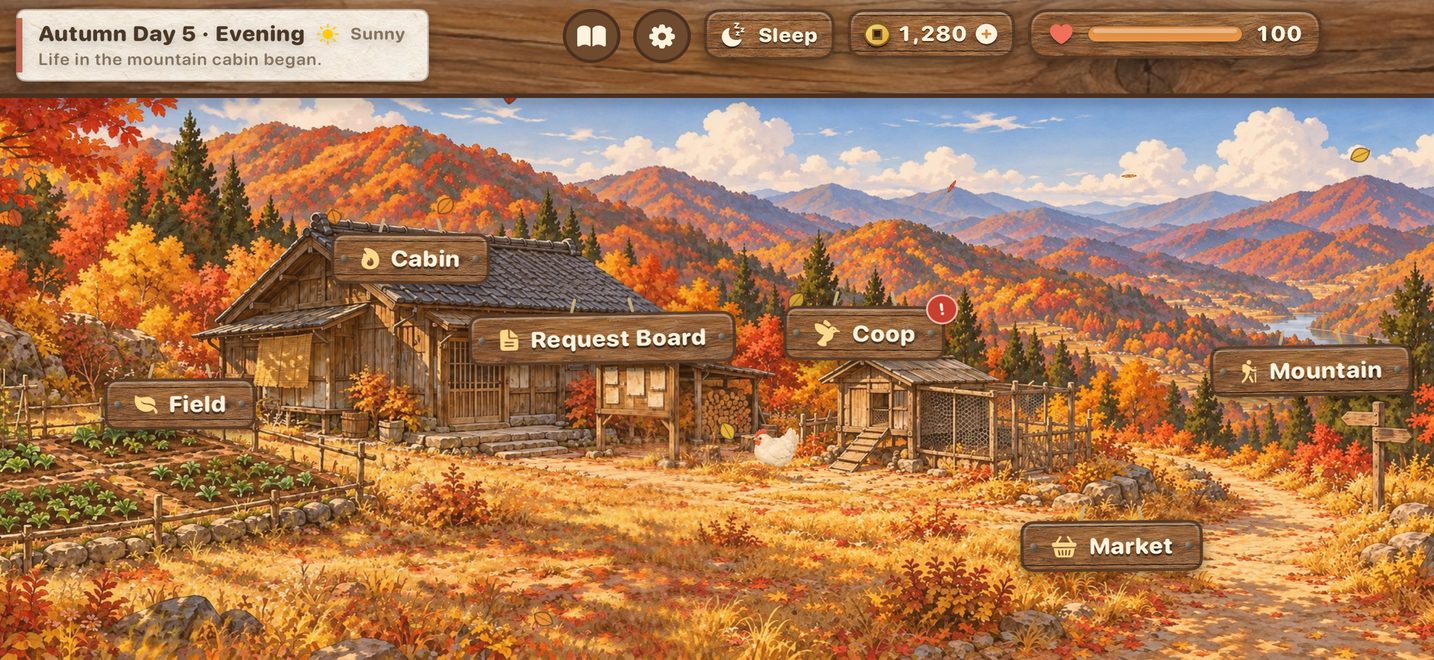 Autumn Day 5 · Evening ☀️ Sunny
Life in the mountain cabin began.
Sleep
1,280
100
Cabin
Request Board
Coop
!
Mountain
Field
Market